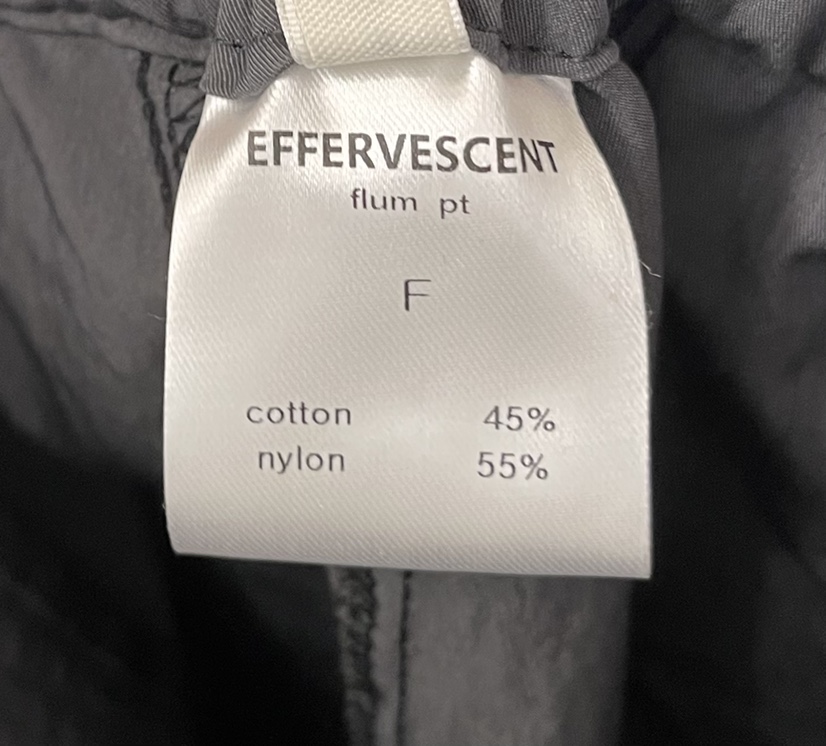 EFFERVESCENT
flum pt
F
cotton 45%
nylon 55%